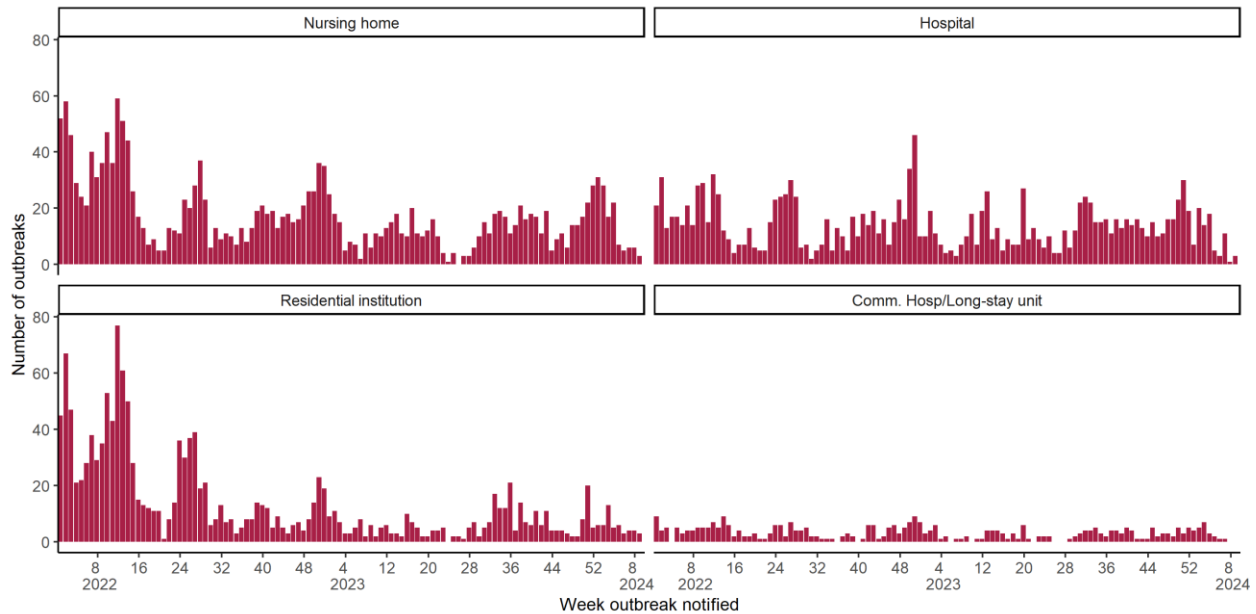 Nursing home
Hospital
80
60
40
20
0
Residential institution
Comm. Hosp/Long-stay unit
80
60
40
20
0
Number of outbreaks
8 16 24 32 40 48 4 12 20 28 36 44 52 8
2022 2023 2024
8 16 24 32 40 48 4 12 20 28 36 44 52 8
2022 2023 2024
Week outbreak notified